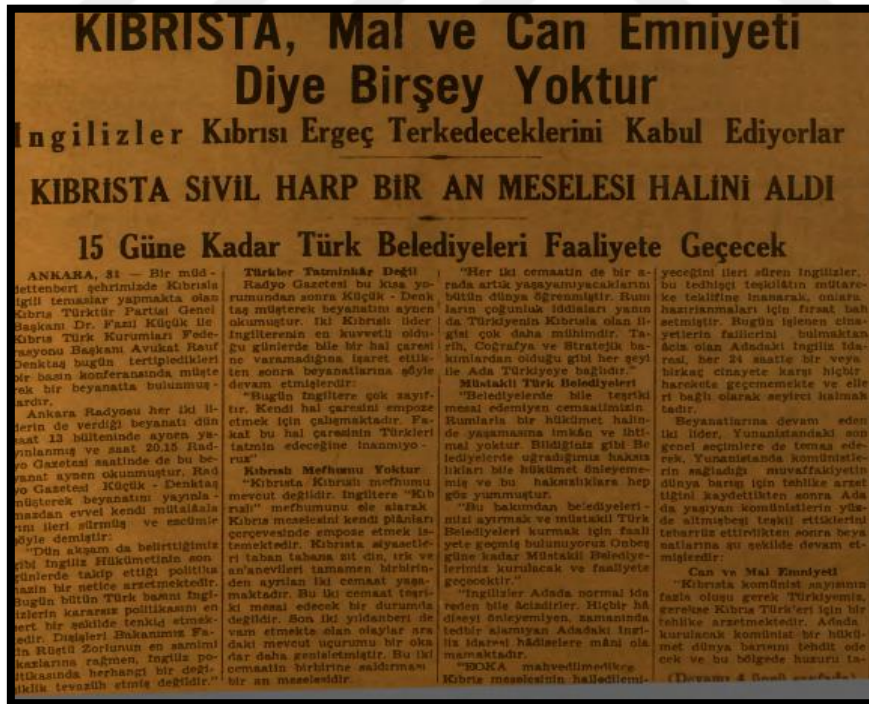 KIBRISTA, Mal ve Can Emniyeti
Diye Birşey Yoktur
Ingilizler Kıbrısı Ergeç Terkedeceklerini Kabul Ediyorlar
KIBRISTA SİVİL HARP BİR AN MESELESI HALİNİ ALDI
15 Güne Kadar Türk Belediyeleri Faaliyete Geçecek
ANKARA, 31 — Bir müd-
dettenberi şehrimizde Kıbrısla
ilgili temaslar yapmakta olan
Kıbrıs Türktür Partisi Genel
Başkanı Dr. Fazıl Küçük ile
Kıbrıs Türk Kurumları Fede-
rasyonu Başkanı Avukat Rauf
Denktaş bugün tertipledikleri
bir basın konferansında müşte
rek bir beyanatta bulunmuş-
lardır.
Ankara Radyosu her iki li-
derin de verdiği beyanatı dün
saat 13 bülteninde aynen ya-
yınlanmış ve saat 20.15 Rad-
yo Gazetesi saatinde de bu be-
yanat aynen okunmuştur. Rad
yo Gazetesi Küçük - Denktaş
müşterek beyanatını yayınla-
mazdan evvel kendi mütalâala
rını ileri sürmüş ve ezcümle
şöyle demiştir:
"Dün akşam da belirttiğimiz
gibi İngiliz Hükümetinin son
günlerde takip ettiği politika
hazin bir netice arzetmektedir.
Bugün bütün Türk basını İngi-
lizlerin kararsız politikasını en
sert bir şekilde tenkid etmek-
tedir. Dışişleri Bakanımız Fa-
tin Rüştü Zorlunun en samimi
ikazlarına rağmen, İngiliz po-
litikasında herhangi bir deği-
şiklik tevazüh etmiş değildir."
Türkler Tatminkâr Değil
Radyo Gazetesi bu kısa yo-
rumundan sonra Küçük - Denk
taş müşterek beyanatını aynen
okumuştur. İki Kıbrıslı lider
İngilterenin en kuvvetli oldu-
ğu günlerde bile bir hal çaresi
ne varamadığına işaret ettik-
ten sonra beyanatlarına şöyle
devam etmişlerdir:
"Bugün İngiltere çok zayıf-
tır. Kendi hal çaresini empoze
etmek için çalışmaktadır. Fa-
kat bu hal çaresinin Türkleri
tatmin edeceğine inanmıyo-
ruz"
Kıbrıslı Mefhumu Yoktur
"Kıbrısta Kıbrıslı mefhumu
mevcut değildir. İngiltere "Kıb
rıslı" mefhumunu ele alarak
Kıbrıs meselesini kendi plânları
çerçevesinde empoze etmek is-
temektedir. Kıbrısta siyasetle-
ri taban tabana zıt din, ırk ve
an'anevileri tamamen birbirin-
den ayrılan iki cemaat yaşa-
maktadır. Bu iki cemaat teşri-
ki mesai edecek bir durumda
değildir. Son iki yıldanberi de
vam etmekte olan olaylar ara
daki mevcut uçurumu bir oka
dar daha genişletmiştir. Bu iki
cemaatin birbirine saldırması
bir an meselesidir.
"Her iki cemaatin de bir a-
rada artık yaşayamıyacaklarını
bütün dünya öğrenmiştir. Rum
ların çoğunluk iddiaları yanın
da Türkiyenin Kıbrısla olan il-
gisi çok daha mühimdir. Ta-
rih, Coğrafya ve Stratejik ba-
kımlardan olduğu gibi her şeyi
ile Ada Türkiyeye bağlıdır."
Müstakil Türk Belediyeleri
"Belediyelerde bile teşriki
mesai edemiyen cemaatimizin
Rumlarla bir hükümet halin-
de yaşamasına imkân ve ihti-
mal yoktur. Bildiğiniz gibi Be
lediyelerde uğradığımız haksız
lıkları bile hükümet önleyeme-
miş ve bu haksızlıklara hep
göz yummuştur.
"Bu bakımdan belediyeleri-
mizi ayırmak ve müstakil Türk
Belediyeleri kurmak için faali
yete geçmiş bulunuyoruz. Onbeş
güne kadar Müstakil Belediye-
lerimiz kurulacak ve faaliyete
geçecektir."
"İngilizler Adada normal ida
reden bile âcizdirler. Hiçbir hâ
diseyi önleyemiyen, zamanında
tedbir alamıyan Adadaki İngi-
liz idaresi hâdiselere mâni ola
mamaktadır.
"EOKA mahvedilmedikçe
Kıbrıs meselesinin halledilemi-
yeceğini ileri süren İngilizler,
bu tedhişçi teşkilâtın mütare-
ke teklifine inanarak, onlara
hazırlanmaları için fırsat bah
setmiştir. Bugün işlenen cina-
yetlerin faillerini bulmaktan
âciz olan Adadaki İngiliz ida-
resi, her 24 saatte bir veya
birkaç cinayete karşı hiçbir
harekete geçememekte ve elle
ri bağlı olarak seyirci kalmak
tadır.
Beyanatlarına devam eden
iki lider, Yunanistandaki son
genel seçimlere de temas ede-
rek, Yunanistanda komünistle-
rin sağladığı muvaffakiyetin
dünya barışı için tehlike arzet
tiğini kaydettikten sonra Ada
da yaşıyan komünistlerin yüz-
de altmışbeşi teşkil ettiklerini
tebarüz ettirdikten sonra beya
natlarına şu şekilde devam et-
mişlerdir:
Can ve Mal Emniyeti
"Kıbrısta komünist sayısının
fazla oluşu gerek Türkiyemiz,
gerekse Kıbrıs Türk'leri için bir
tehlike arzetmektedir. Adada
kurulacak komünist bir hükü-
met dünya barışını tehdit ede
cek ve bu bölgede huzuru ta-
(Devamı 4 üncü sayfada)